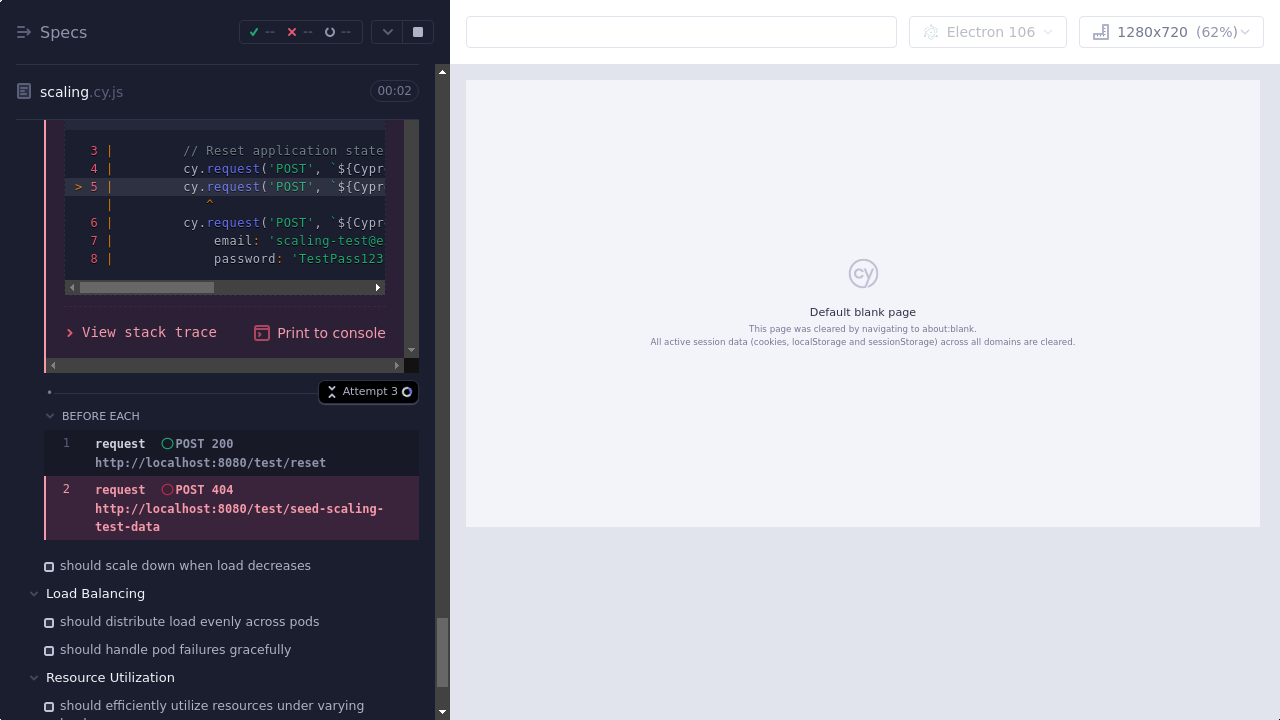 Specs
--
--
--
Electron 106
1280x720 (62%)
scaling.cy.js
00:02
3 | // Reset application state
4 | cy.request('POST', `${Cypr
> 5 | cy.request('POST', `${Cypr
| ^
6 | cy.request('POST', `${Cypr
7 | email: 'scaling-test@e
8 | password: 'TestPass123
View stack trace
Print to console
Attempt 3
BEFORE EACH
1 request POST 200
http://localhost:8080/test/reset
2 request POST 404
http://localhost:8080/test/seed-scaling-
test-data
should scale down when load decreases
Load Balancing
should distribute load evenly across pods
should handle pod failures gracefully
Resource Utilization
should efficiently utilize resources under varying
cy
Default blank page
This page was cleared by navigating to about:blank.
All active session data (cookies, localStorage and sessionStorage) across all domains are cleared.